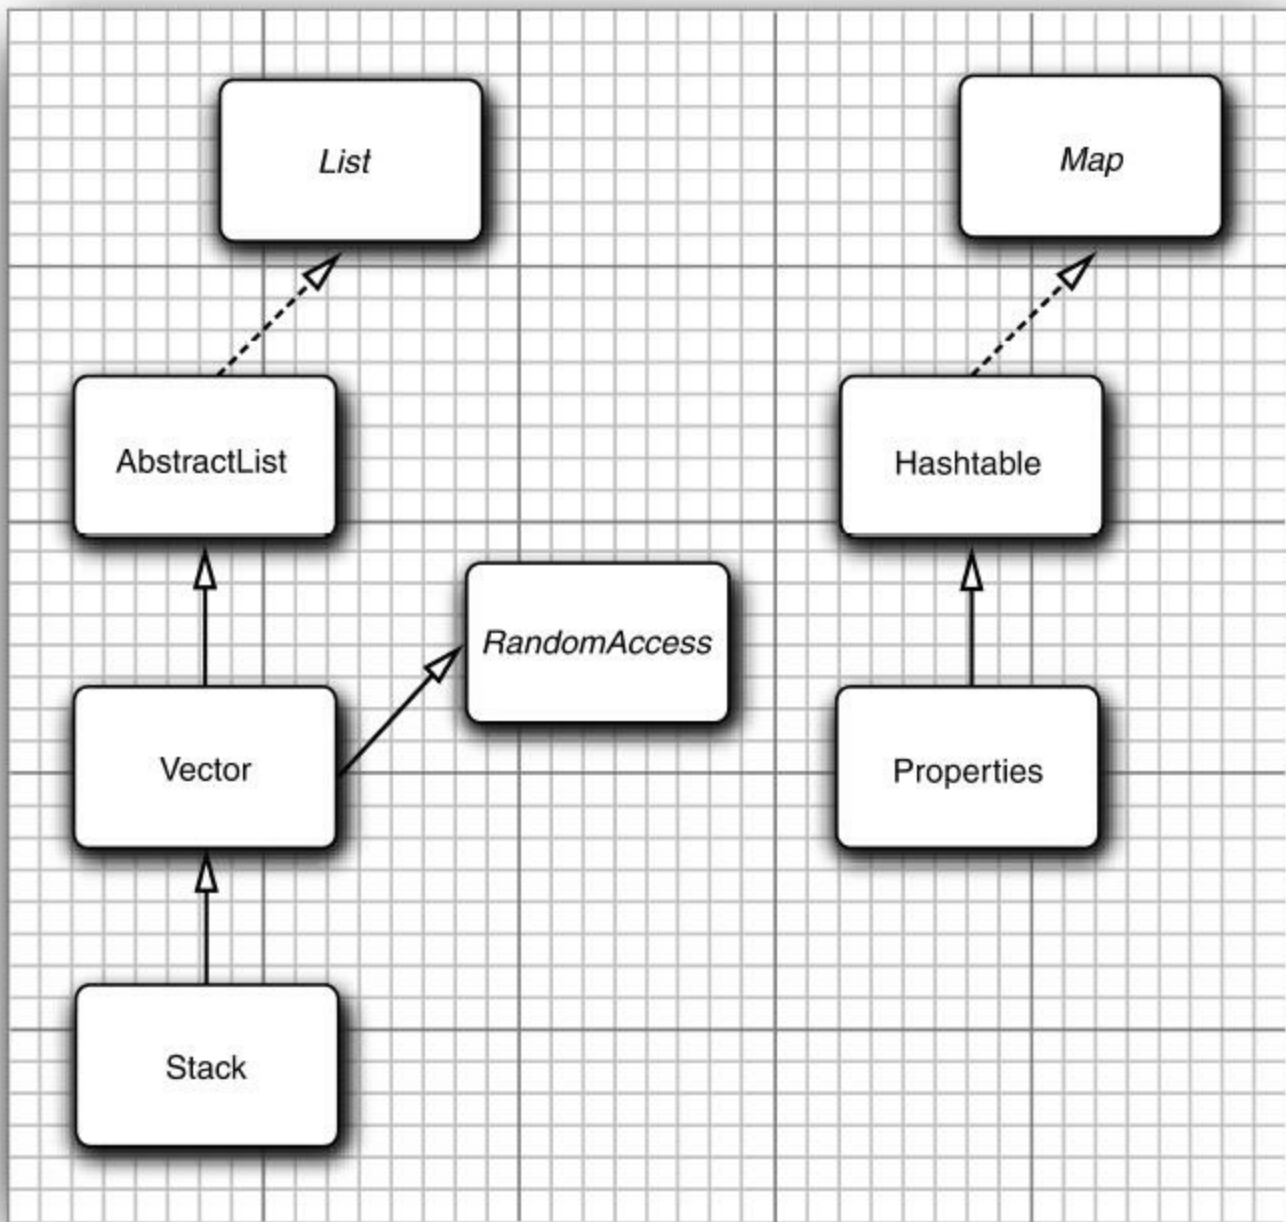 List
Map
AbstractList
Hashtable
RandomAccess
Vector
Properties
Stack